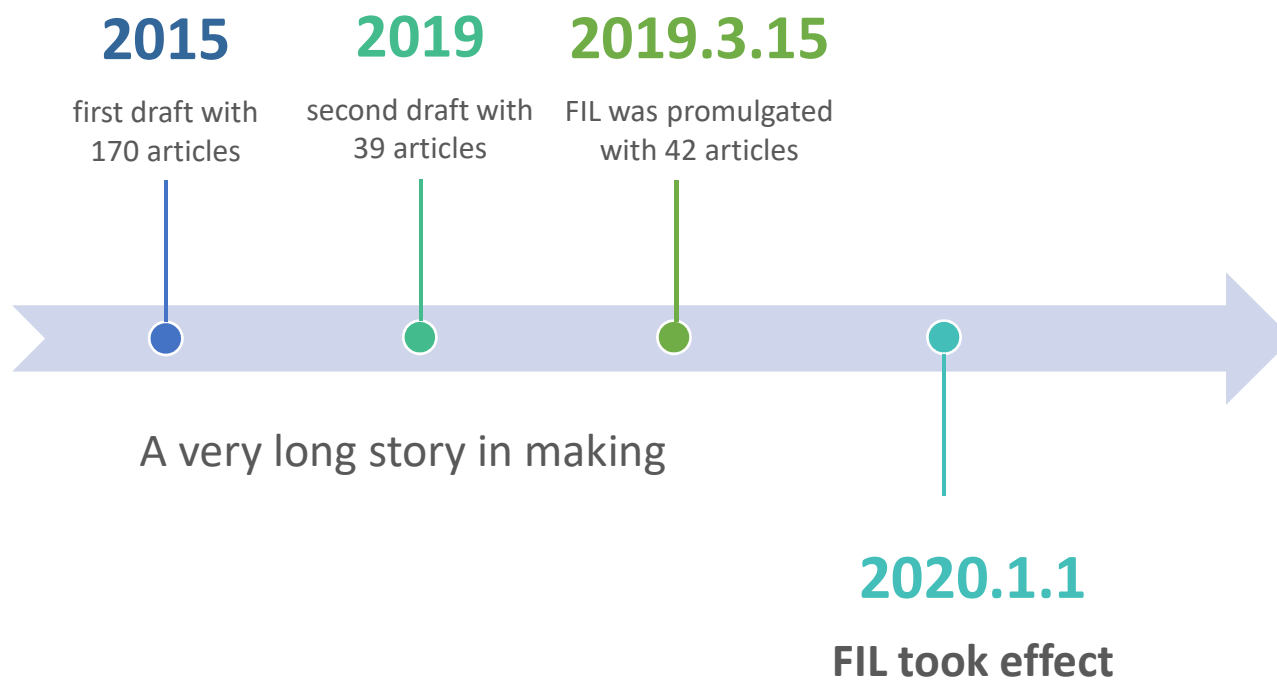 2015
first draft with
170 articles
2019
second draft with
39 articles
2019.3.15
FIL was promulgated
with 42 articles
A very long story in making
2020.1.1
FIL took effect